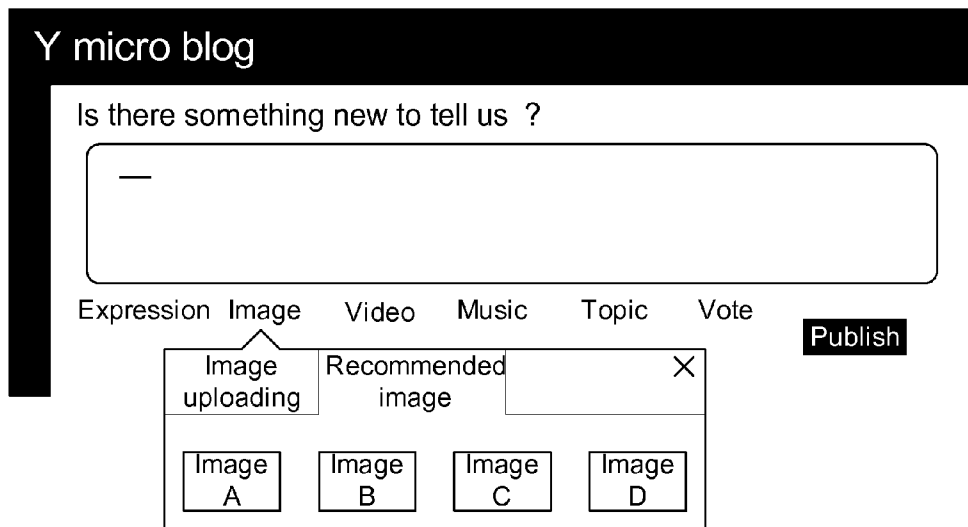 Y micro blog
Is there something new to tell us ?
Expression Image Video Music Topic Vote
Publish
Image uploading
Recommended image
Image A
Image B
Image C
Image D